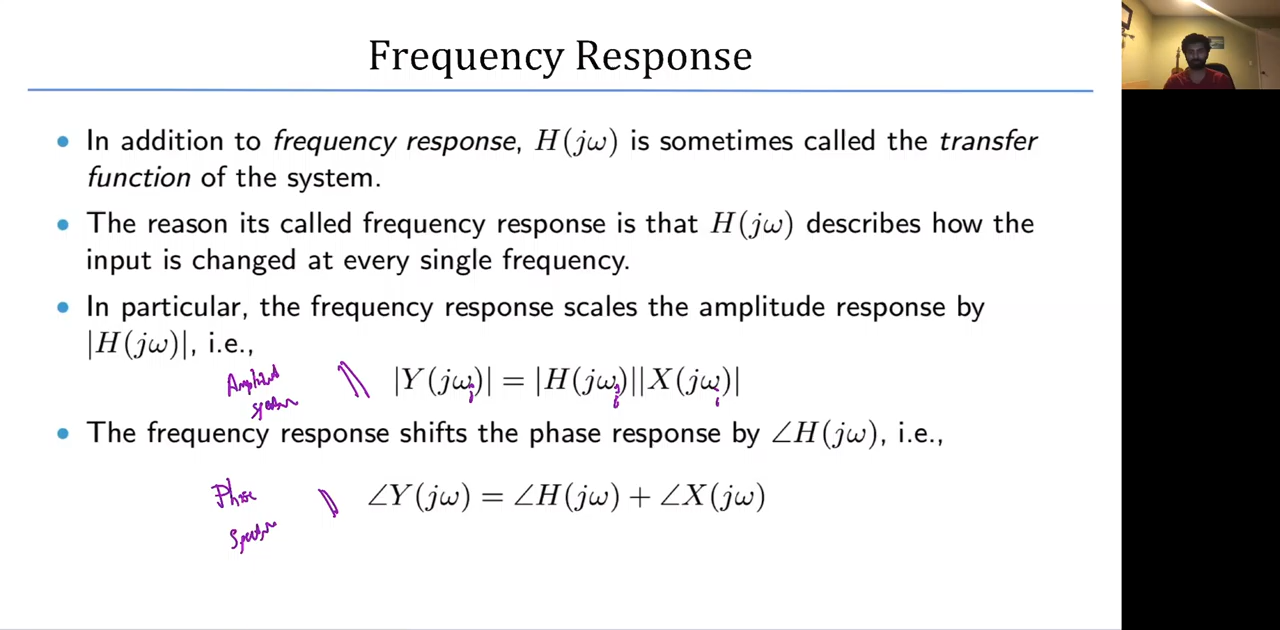 Frequency Response
• In addition to frequency response, H(jω) is sometimes called the transfer
function of the system.
• The reason its called frequency response is that H(jω) describes how the
input is changed at every single frequency.
• In particular, the frequency response scales the amplitude response by
|H(jω)|, i.e.,
|Y(jω)| = |H(jω)||X(jω)|
• The frequency response shifts the phase response by ∠H(jω), i.e.,
Phase
∠Y(jω) = ∠H(jω) + ∠X(jω)